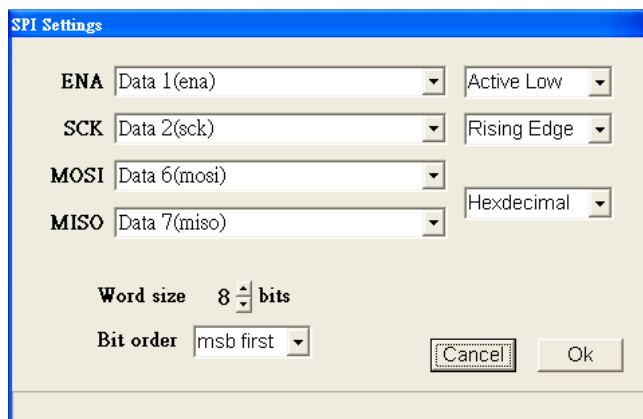 SPI Settings
ENA Data 1(ena) Active Low
SCK Data 2(sck) Rising Edge
MOSI Data 6(mosi)
Hexdecimal
MISO Data 7(miso)
Word size 8 bits
Bit order msb first
Cancel Ok